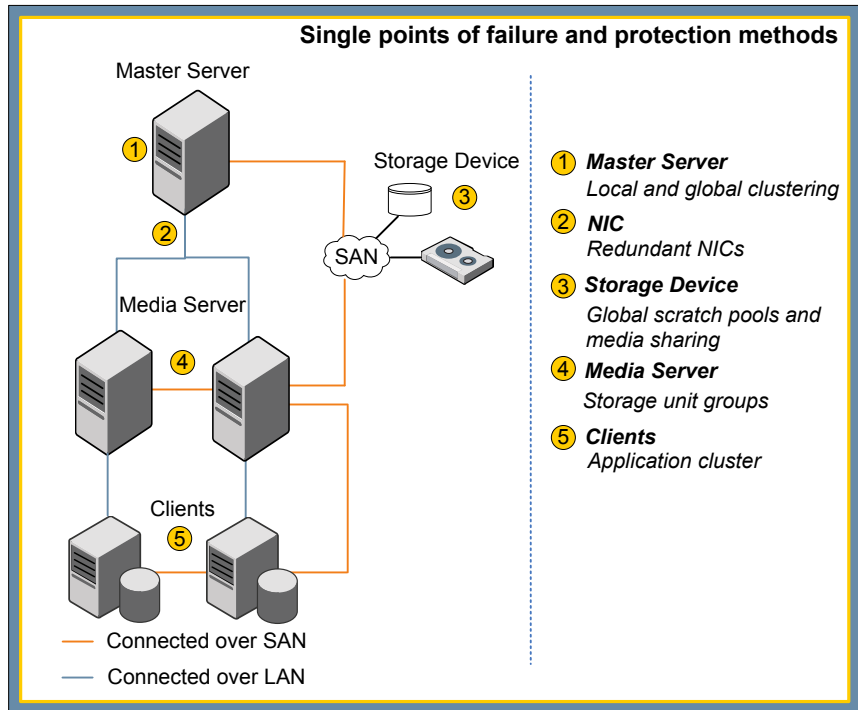 Single points of failure and protection methods
Master Server
1
2
Storage Device
3
SAN
Media Server
4
Clients
5
Connected over SAN
Connected over LAN
1 Master Server
Local and global clustering
2 NIC
Redundant NICs
3 Storage Device
Global scratch pools and
media sharing
4 Media Server
Storage unit groups
5 Clients
Application cluster